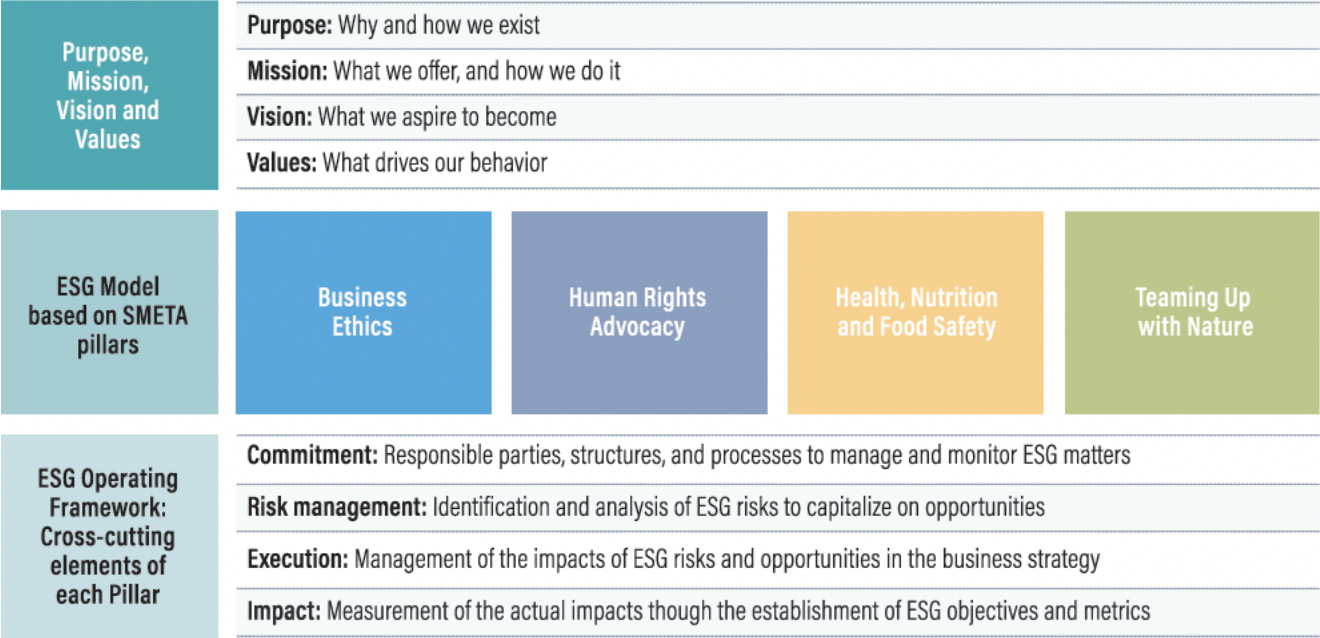 Purpose,
Mission,
Vision and
Values
Purpose: Why and how we exist
Mission: What we offer, and how we do it
Vision: What we aspire to become
Values: What drives our behavior
ESG Model
based on SMETA
pillars
Business
Ethics
Human Rights
Advocacy
Health, Nutrition
and Food Safety
Teaming Up
with Nature
ESG Operating
Framework:
Cross-cutting
elements of
each Pillar
Commitment: Responsible parties, structures, and processes to manage and monitor ESG matters
Risk management: Identification and analysis of ESG risks to capitalize on opportunities
Execution: Management of the impacts of ESG risks and opportunities in the business strategy
Impact: Measurement of the actual impacts though the establishment of ESG objectives and metrics